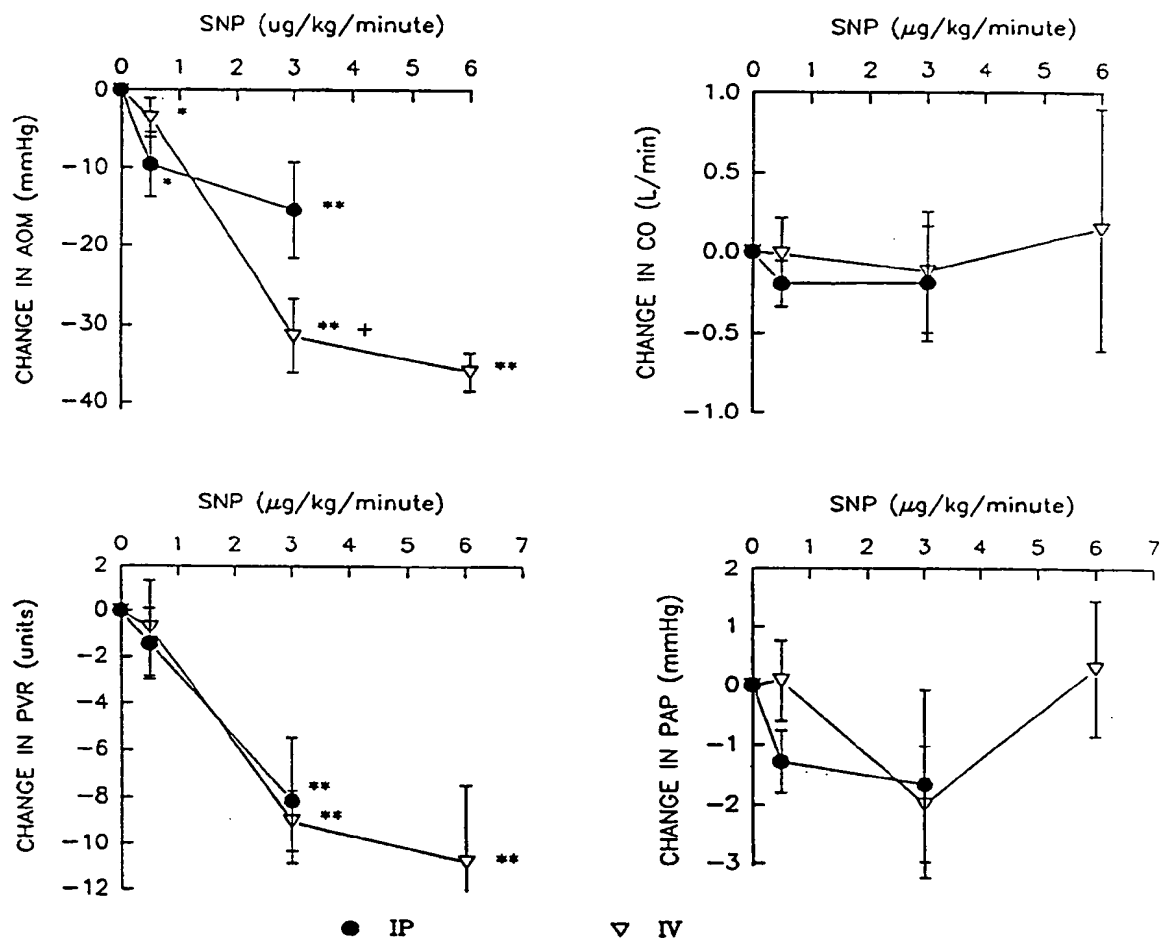 SNP (ug/kg/minute)
0 1 2 3 4 5 6
0
-10
-20
-30
-40
CHANGE IN AOM (mmHg)
*
*
**
** +
**
SNP (μg/kg/minute)
0 1 2 3 4 5 6
1.0
0.5
0.0
-0.5
-1.0
CHANGE IN CO (L/min)
SNP (μg/kg/minute)
0 1 2 3 4 5 6 7
2
0
-2
-4
-6
-8
-10
-12
CHANGE IN PVR (units)
**
**
**
SNP (μg/kg/minute)
0 1 2 3 4 5 6 7
2
1
0
-1
-2
-3
CHANGE IN PAP (mmHg)
IP
IV